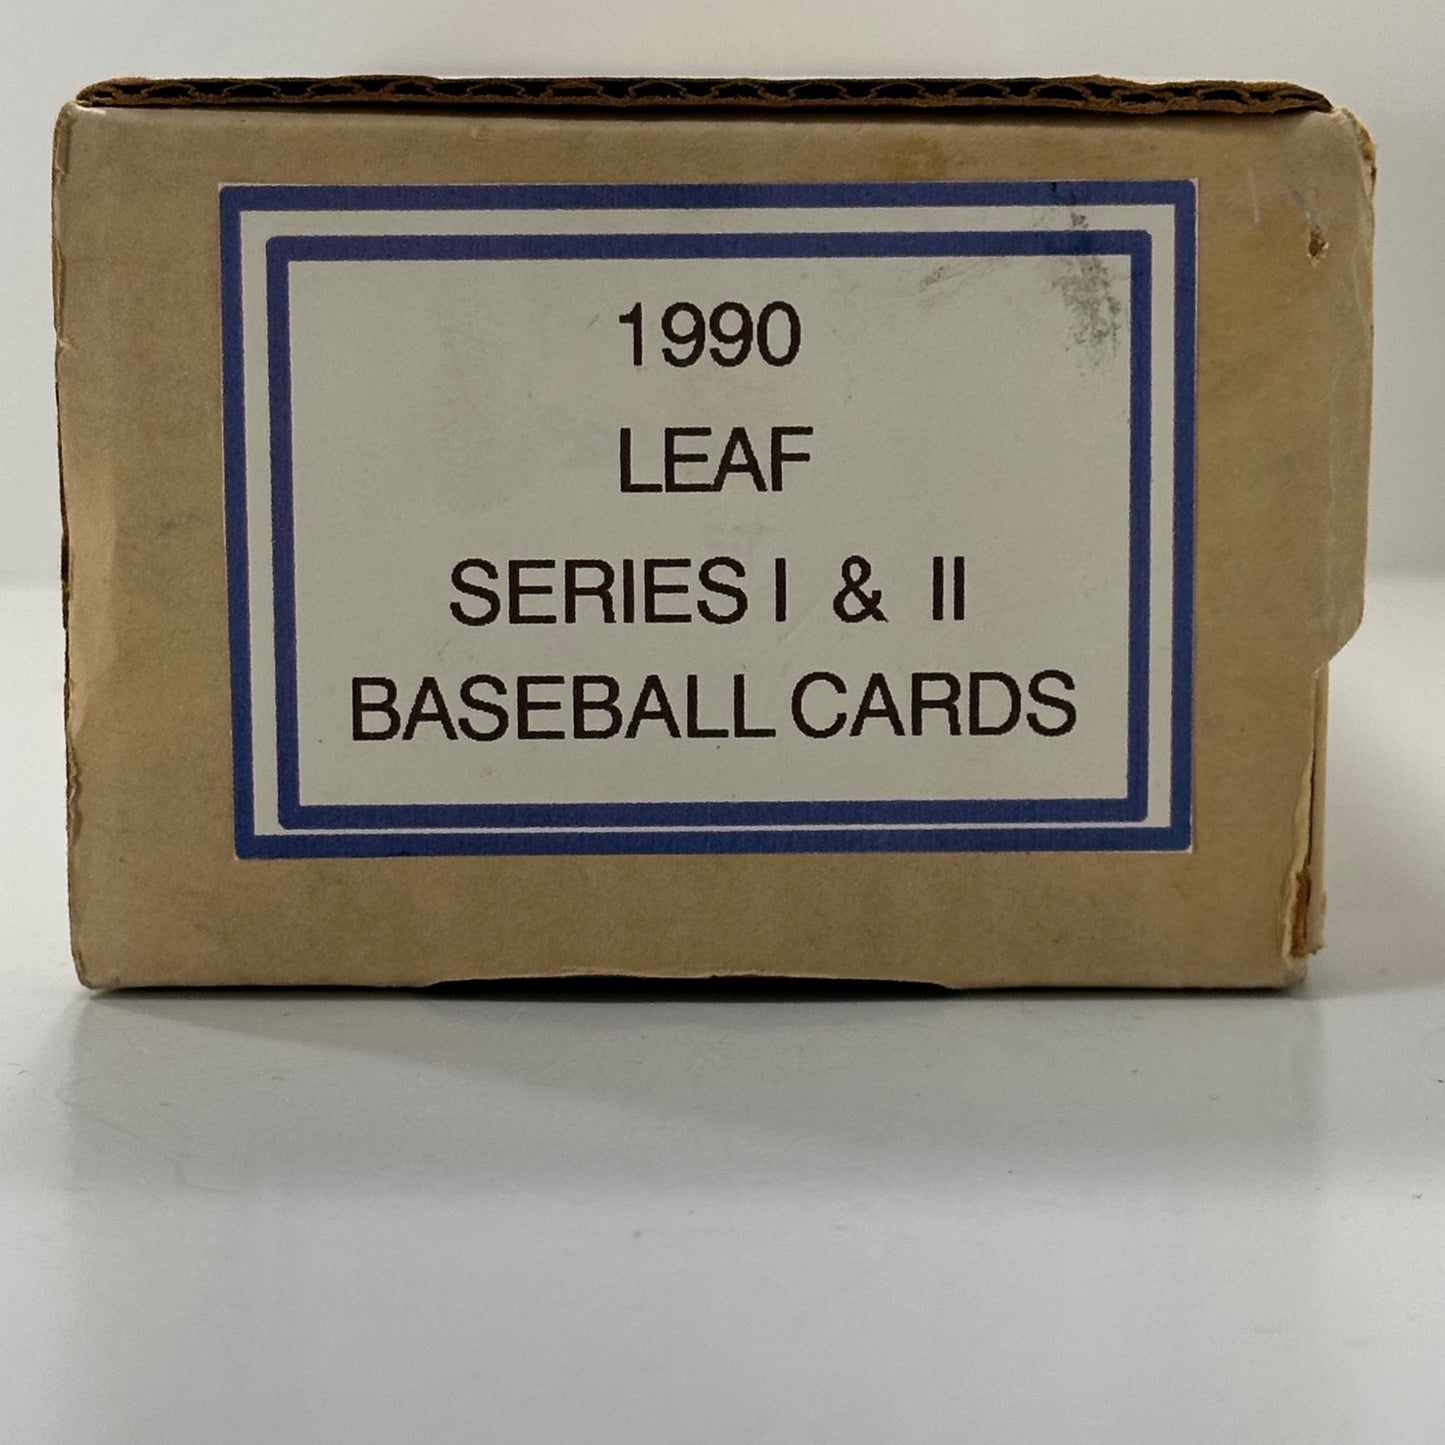 1990
LEAF
SERIES I & II
BASEBALL CARDS